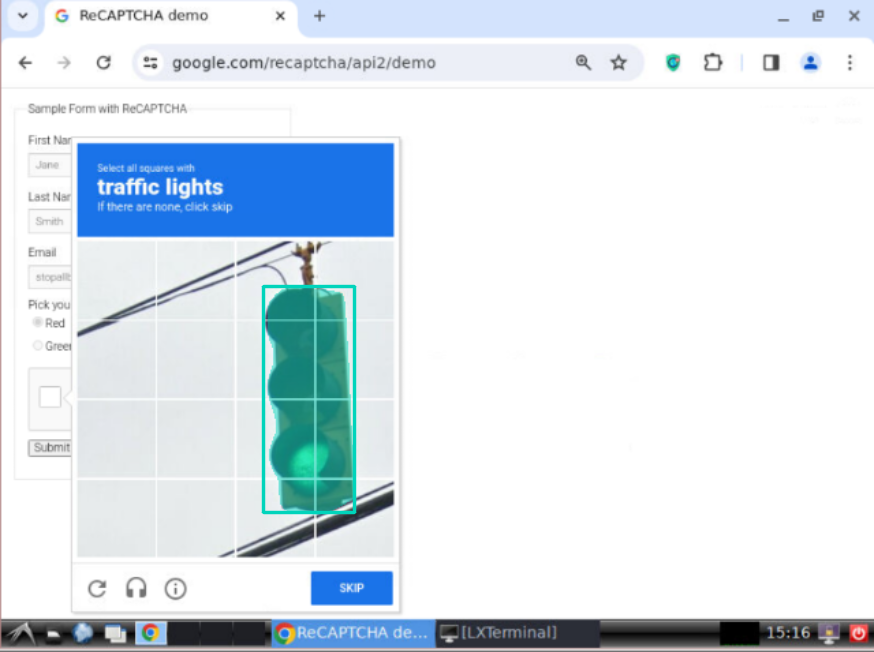 ReCAPTCHA demo
google.com/recaptcha/api2/demo
Sample Form with ReCAPTCHA
First Nar
Jane
Last Nar
Smith
Email
Pick you
Red
Greer
Submit
Select all squares with
traffic lights
If there are none, click skip
SKIP
ReCAPTCHA de...
[LXTerminal]
15:16